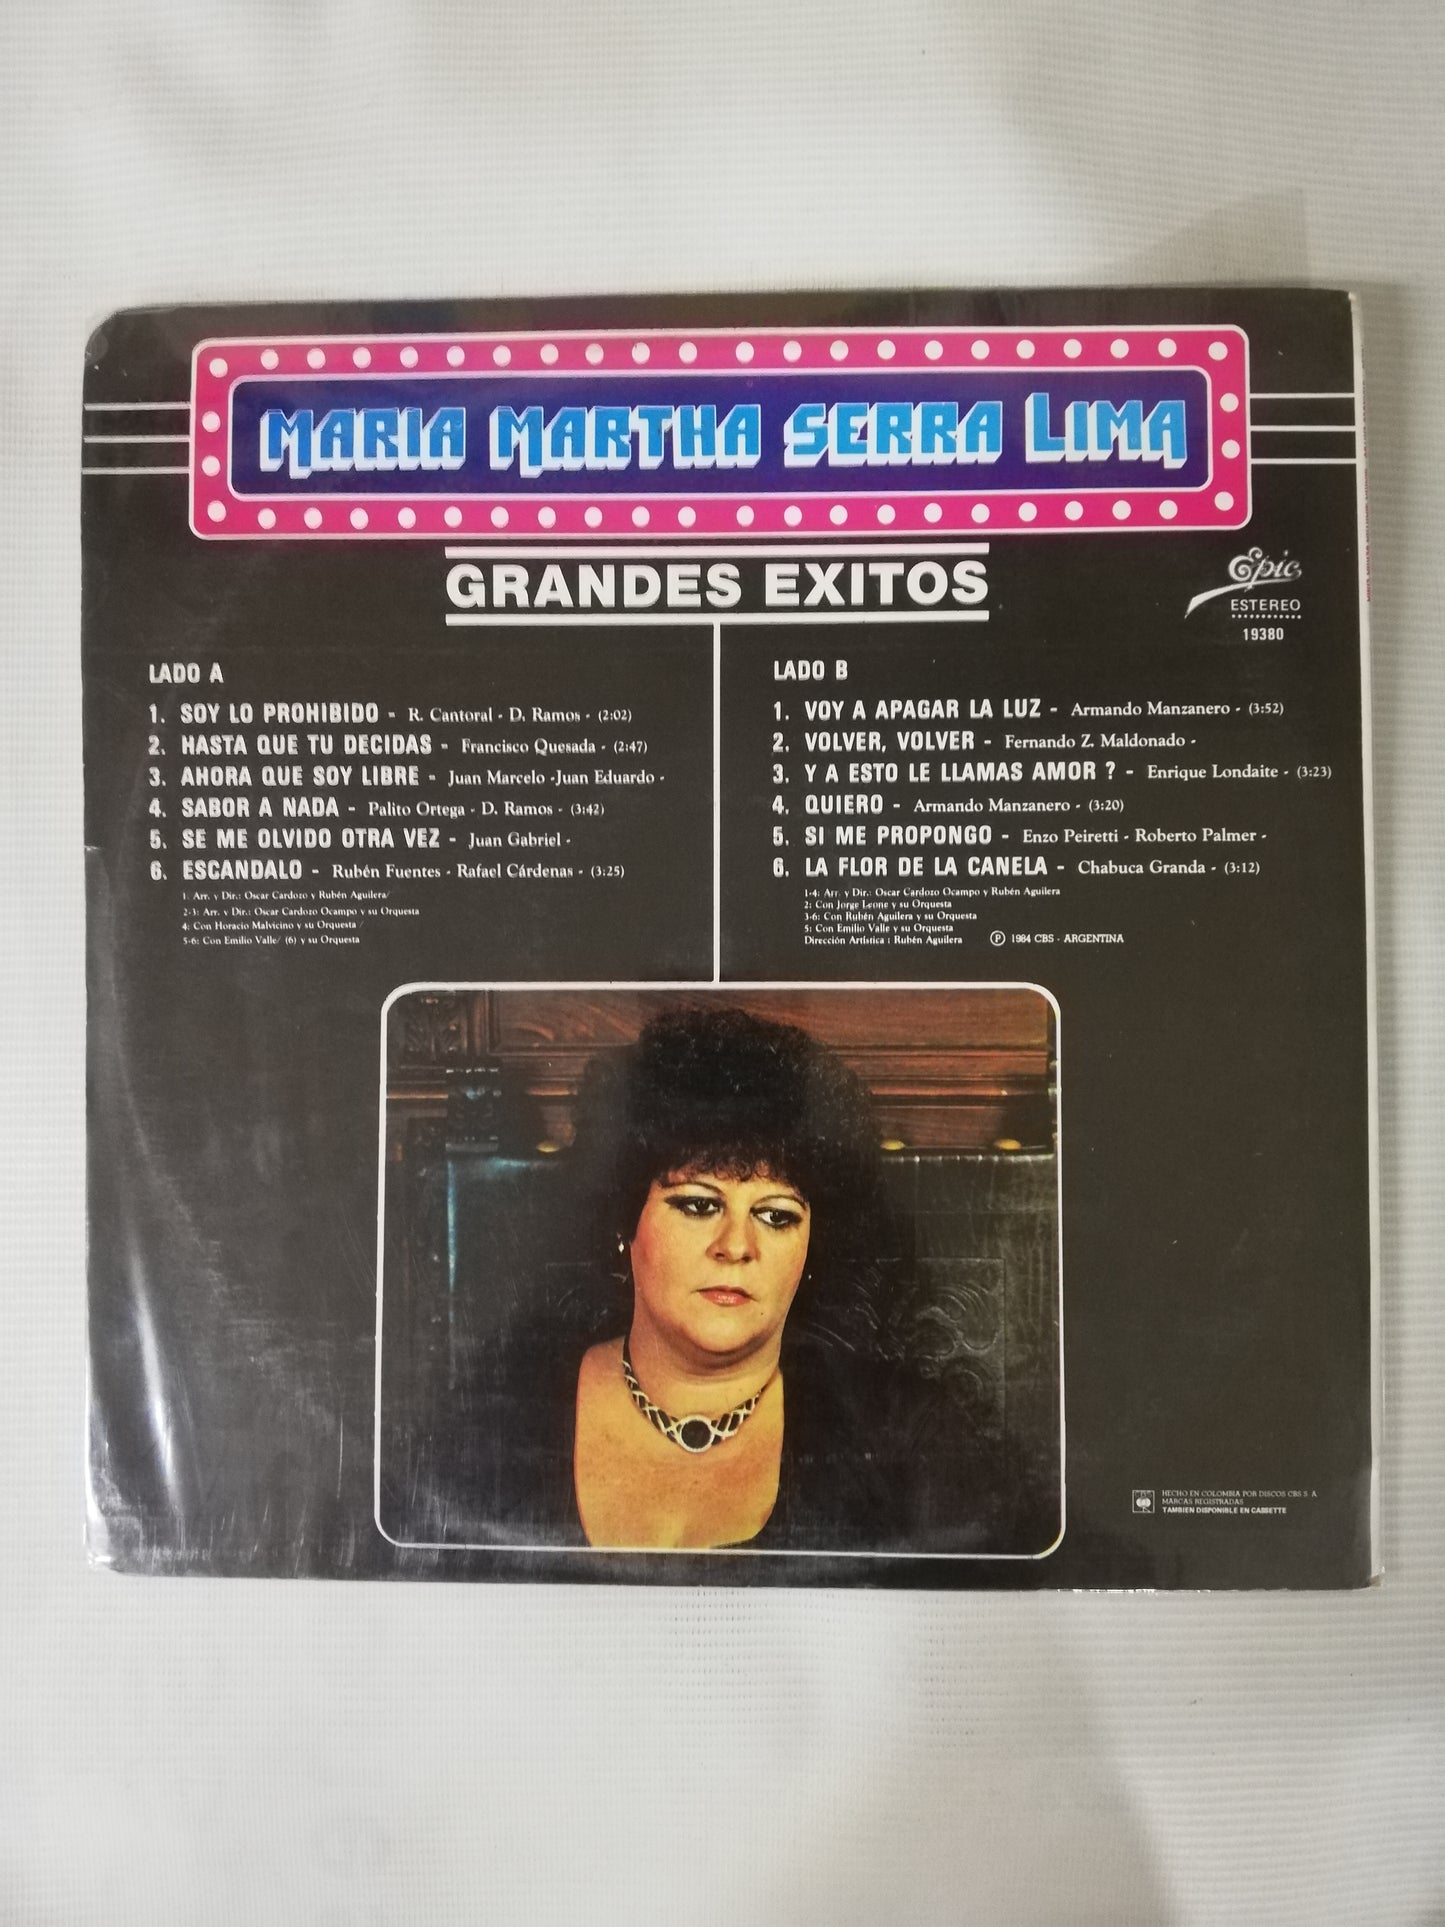 MARIA MARTHA SERRA LIMA
GRANDES EXITOS
Epic
ESTEREO
19380
LADO A
1. SOY LO PROHIBIDO - R. Cantoral - D. Ramos - (2:02)
2. HASTA QUE TU DECIDAS - Francisco Quesada - (2:47)
3. AHORA QUE SOY LIBRE - Juan Marcelo -Juan Eduardo -
4. SABOR A NADA - Palito Ortega - D. Ramos - (3:42)
5. SE ME OLVIDO OTRA VEZ - Juan Gabriel -
6. ESCANDALO - Rubén Fuentes - Rafael Cárdenas - (3:25)
1: Arr. y Dir.: Oscar Cardozo y Rubén Aguilera/
2-3: Arr. y Dir.: Oscar Cardozo Ocampo y su Orquesta
4: Con Horacio Malvicino y su Orquesta /
5-6: Con Emilio Valle/ (6) y su Orquesta
LADO B
1. VOY A APAGAR LA LUZ - Armando Manzanero - (3:52)
2. VOLVER, VOLVER - Fernando Z. Maldonado -
3. Y A ESTO LE LLAMAS AMOR ? - Enrique Londaite - (3:23)
4. QUIERO - Armando Manzanero - (3:20)
5. SI ME PROPONGO - Enzo Peiretti - Roberto Palmer -
6. LA FLOR DE LA CANELA - Chabuca Granda - (3:12)
1-4: Arr. y Dir.: Oscar Cardozo Ocampo y Rubén Aguilera
2: Con Jorge Leone y su Orquesta
3-6: Con Rubén Aguilera y su Orquesta
5: Con Emilio Valle y su Orquesta
Dirección Artística : Rubén Aguilera Ⓟ 1984 CBS - ARGENTINA
HECHO EN COLOMBIA POR DISCOS CBS S. A.
MARCAS REGISTRADAS
TAMBIEN DISPONIBLE EN CASSETTE